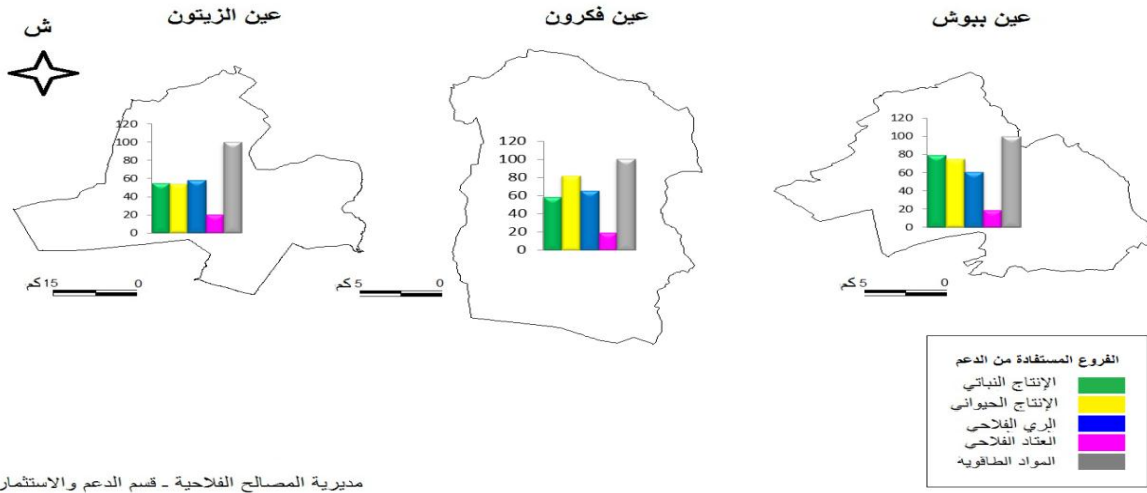 عين ببوش
عين فكرون
عين الزيتون
ش
120
100
80
60
40
20
0
120
100
80
60
40
20
0
120
100
80
60
40
20
0
0 5 كم
0 5 كم
0 15 كم
الفروع المستفادة من الدعم
الإنتاج النباتي
الإنتاج الحيواني
الري الفلاحي
العتاد الفلاحي
المواد الطاقويه
مديرية المصالح الفلاحية - قسم الدعم والاستثمار